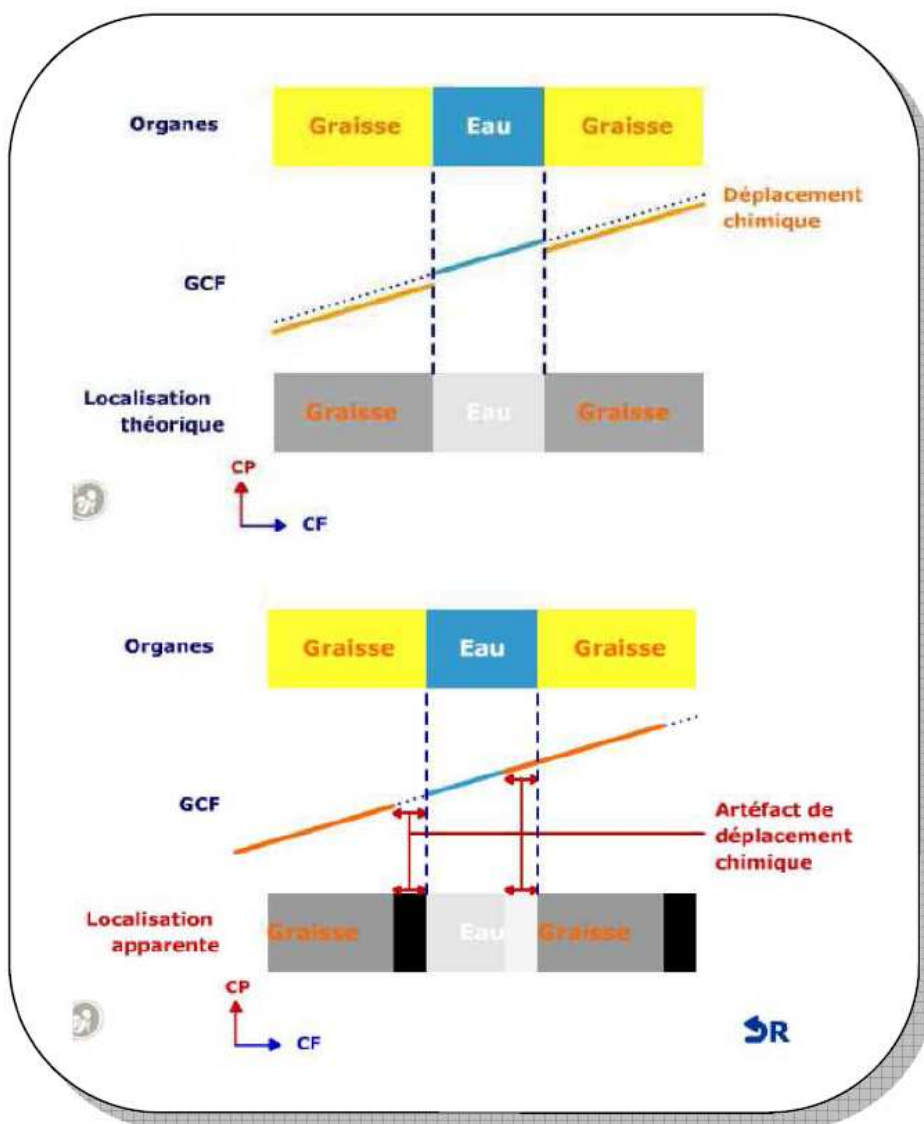 Organes
Graisse Eau Graisse
Déplacement
chimique
GCF
Localisation
théorique
Graisse Eau Graisse
CP
CF
Organes
Graisse Eau Graisse
GCF
Artéfact de
déplacement
chimique
Localisation
apparente
Graisse Eau Graisse
CP
CF
R